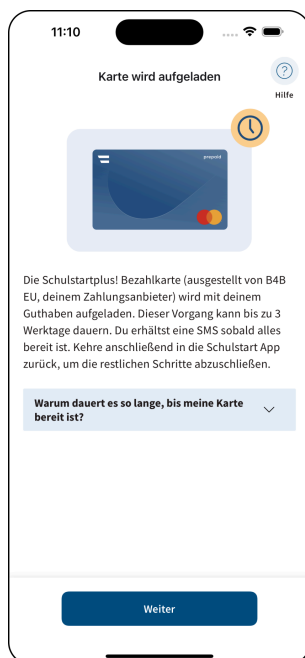 11:10
Karte wird aufgeladen
Hilfe
prepaid
Die Schulstartplus! Bezahlkarte (ausgestellt von B4B
EU, deinem Zahlungsanbieter) wird mit deinem
Guthaben aufgeladen. Dieser Vorgang kann bis zu 3
Werktage dauern. Du erhältst eine SMS sobald alles
bereit ist. Kehre anschließend in die Schulstart App
zurück, um die restlichen Schritte abzuschließen.
Warum dauert es so lange, bis meine Karte
bereit ist?
Weiter